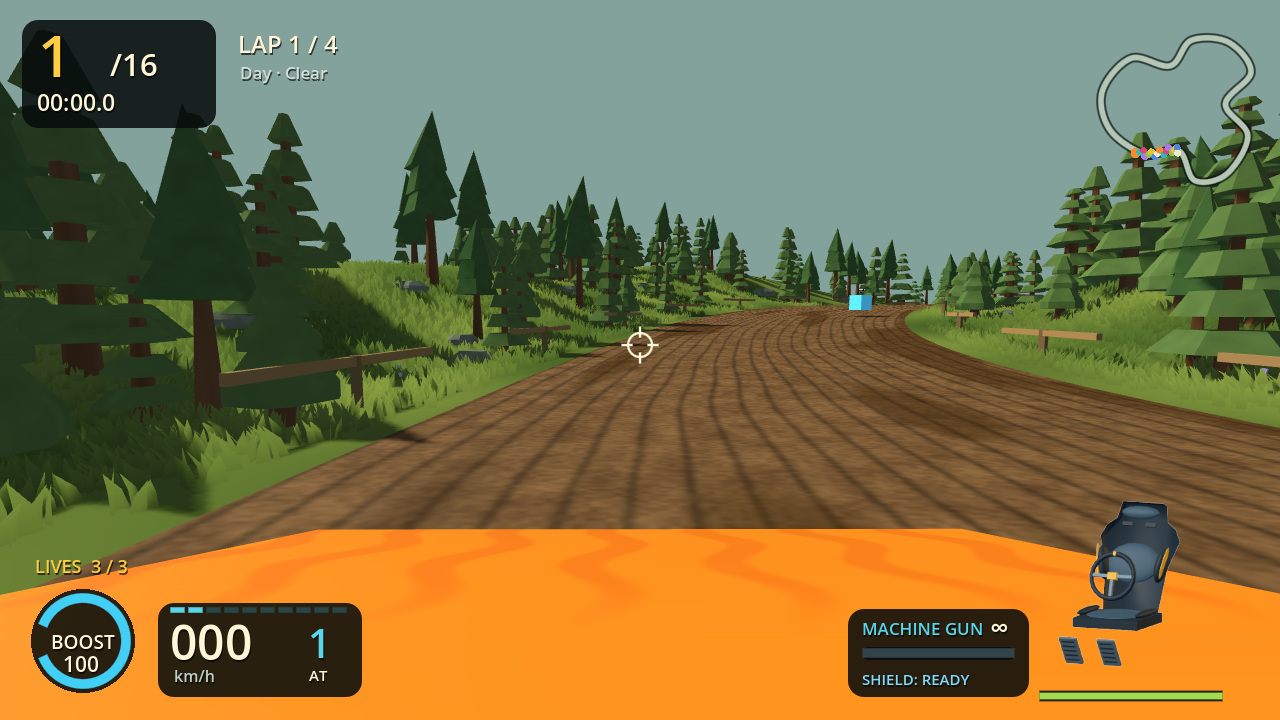 1 /16
00:00.0
LAP 1 / 4
Day · Clear
LIVES 3 / 3
BOOST
100
000
km/h
1
AT
MACHINE GUN ∞
SHIELD: READY